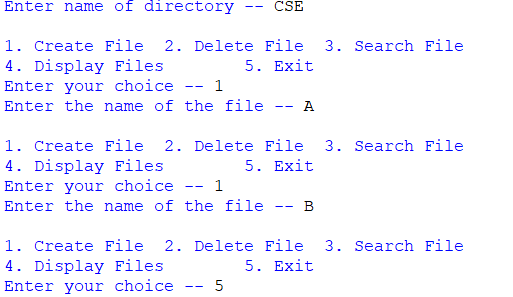 Enter name of directory -- CSE
1. Create File  2. Delete File  3. Search File
4. Display Files        5. Exit
Enter your choice -- 1
Enter the name of the file -- A
1. Create File  2. Delete File  3. Search File
4. Display Files        5. Exit
Enter your choice -- 1
Enter the name of the file -- B
1. Create File  2. Delete File  3. Search File
4. Display Files        5. Exit
Enter your choice -- 5